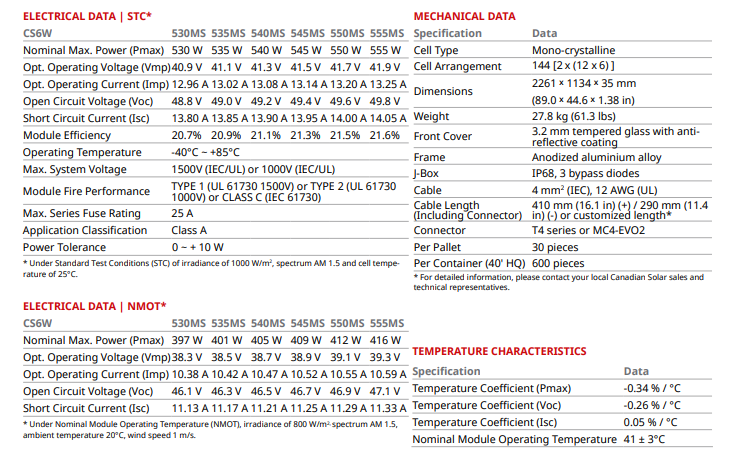 ELECTRICAL DATA | STC*
CS6W 530MS 535MS 540MS 545MS 550MS 555MS
Nominal Max. Power (Pmax) 530 W 535 W 540 W 545 W 550 W 555 W
Opt. Operating Voltage (Vmp) 40.9 V 41.1 V 41.3 V 41.5 V 41.7 V 41.9 V
Opt. Operating Current (Imp) 12.96 A 13.02 A 13.08 A 13.14 A 13.20 A 13.25 A
Open Circuit Voltage (Voc) 48.8 V 49.0 V 49.2 V 49.4 V 49.6 V 49.8 V
Short Circuit Current (Isc) 13.80 A 13.85 A 13.90 A 13.95 A 14.00 A 14.05 A
Module Efficiency 20.7% 20.9% 21.1% 21.3% 21.5% 21.6%
Operating Temperature -40°C ~ +85°C
Max. System Voltage 1500V (IEC/UL) or 1000V (IEC/UL)
Module Fire Performance TYPE 1 (UL 61730 1500V) or TYPE 2 (UL 61730
1000V) or CLASS C (IEC 61730)
Max. Series Fuse Rating 25 A
Application Classification Class A
Power Tolerance 0 ~ + 10 W
* Under Standard Test Conditions (STC) of irradiance of 1000 W/m², spectrum AM 1.5 and cell tempe-
rature of 25°C.
ELECTRICAL DATA | NMOT*
CS6W 530MS 535MS 540MS 545MS 550MS 555MS
Nominal Max. Power (Pmax) 397 W 401 W 405 W 409 W 412 W 416 W
Opt. Operating Voltage (Vmp) 38.3 V 38.5 V 38.7 V 38.9 V 39.1 V 39.3 V
Opt. Operating Current (Imp) 10.38 A 10.42 A 10.47 A 10.52 A 10.55 A 10.59 A
Open Circuit Voltage (Voc) 46.1 V 46.3 V 46.5 V 46.7 V 46.9 V 47.1 V
Short Circuit Current (Isc) 11.13 A 11.17 A 11.21 A 11.25 A 11.29 A 11.33 A
* Under Nominal Module Operating Temperature (NMOT), irradiance of 800 W/m² spectrum AM 1.5,
ambient temperature 20°C, wind speed 1 m/s.
MECHANICAL DATA
Specification Data
Cell Type Mono-crystalline
Cell Arrangement 144 [2 x (12 x 6) ]
Dimensions 2261 × 1134 × 35 mm
(89.0 × 44.6 × 1.38 in)
Weight 27.8 kg (61.3 lbs)
Front Cover 3.2 mm tempered glass with anti-
reflective coating
Frame Anodized aluminium alloy
J-Box IP68, 3 bypass diodes
Cable 4 mm² (IEC), 12 AWG (UL)
Cable Length 410 mm (16.1 in) (+) / 290 mm (11.4
(Including Connector) in) (-) or customized length*
Connector T4 series or MC4-EVO2
Per Pallet 30 pieces
Per Container (40' HQ) 600 pieces
* For detailed information, please contact your local Canadian Solar sales and
technical representatives.
TEMPERATURE CHARACTERISTICS
Specification Data
Temperature Coefficient (Pmax) -0.34 % / °C
Temperature Coefficient (Voc) -0.26 % / °C
Temperature Coefficient (Isc) 0.05 % / °C
Nominal Module Operating Temperature 41 ± 3°C